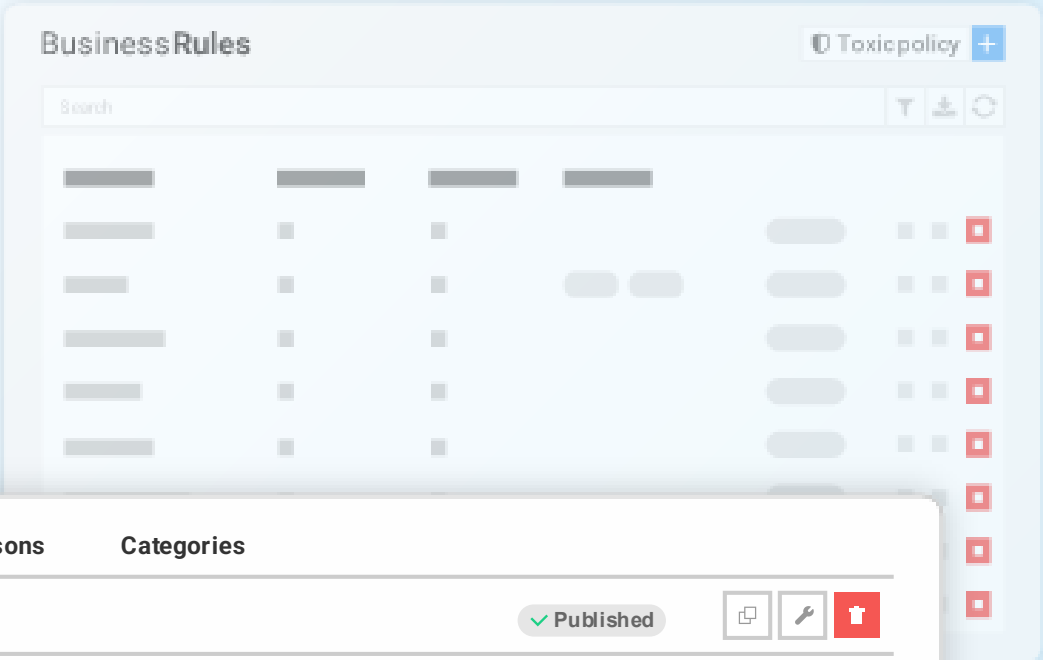 BusinessRules
Toxicpolicy
Search
sons Categories
Published